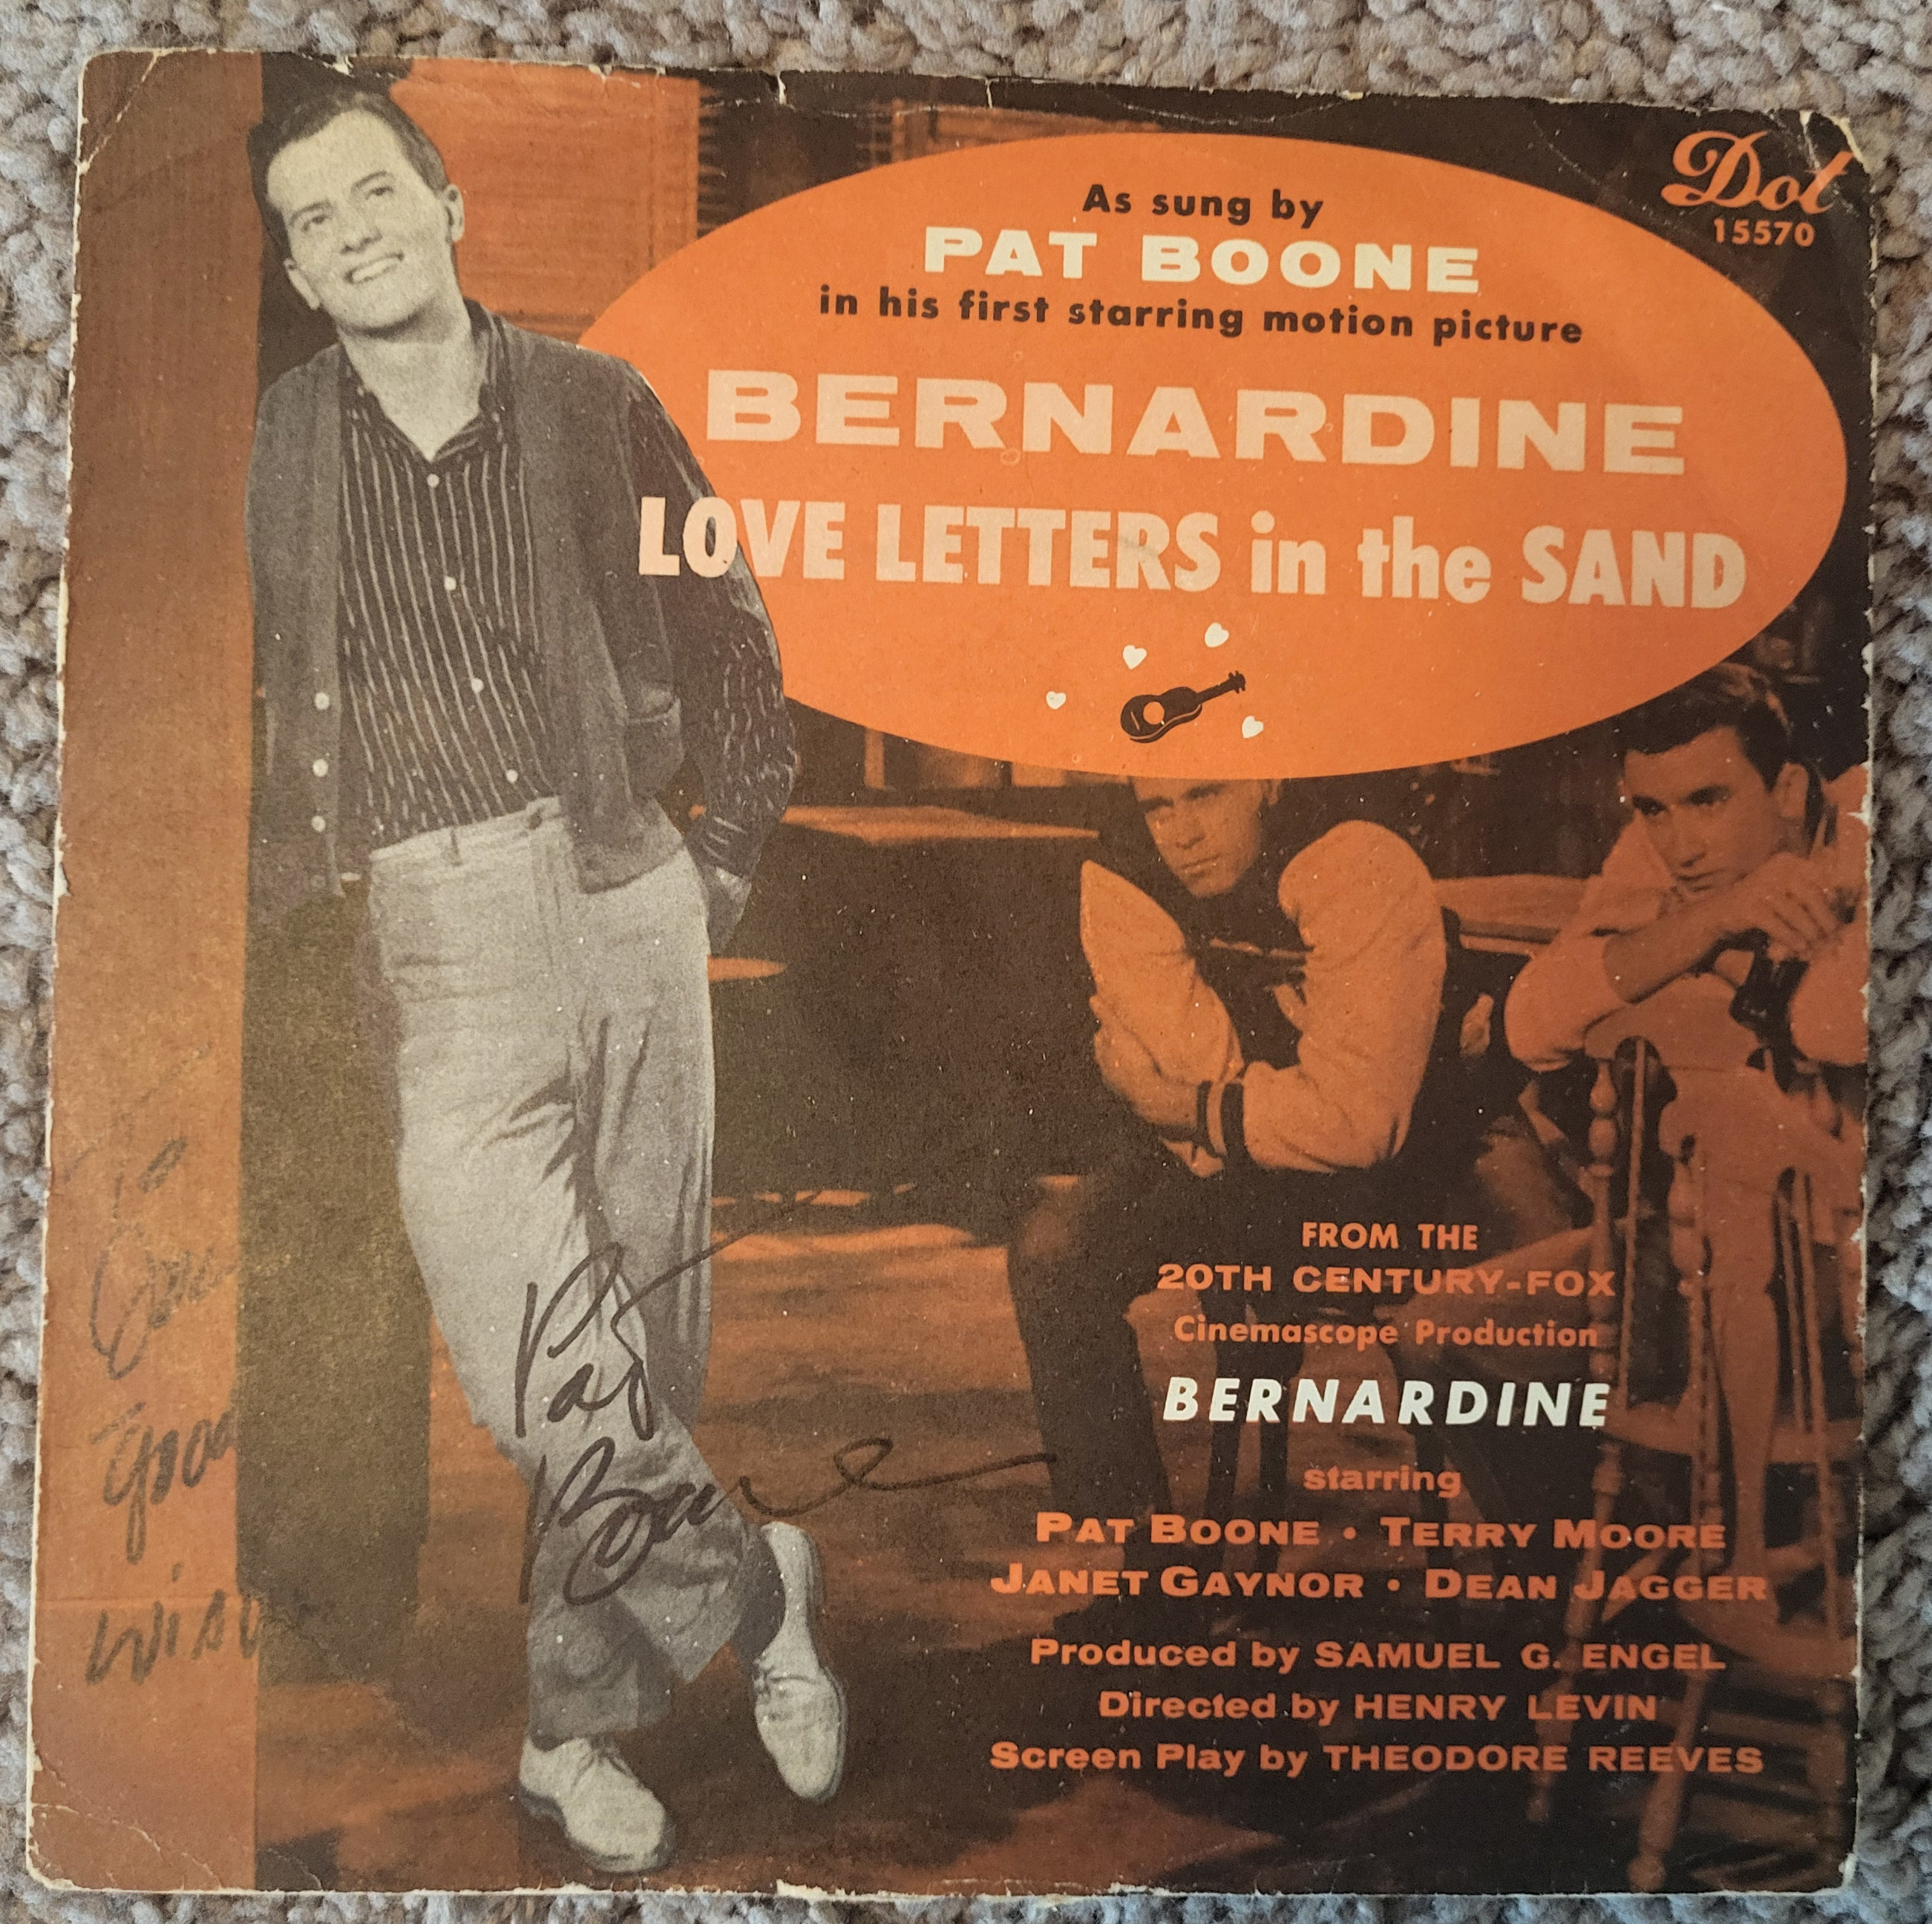 Dot
15570
As sung by
PAT BOONE
in his first starring motion picture
BERNARDINE
LOVE LETTERS in the SAND
To
good
Pat
Boone
FROM THE
20TH CENTURY-FOX
Cinemascope Production
BERNARDINE
starring
PAT BOONE • TERRY MOORE
JANET GAYNOR • DEAN JAGGER
Produced by SAMUEL G. ENGEL
Directed by HENRY LEVIN
Screen Play by THEODORE REEVES